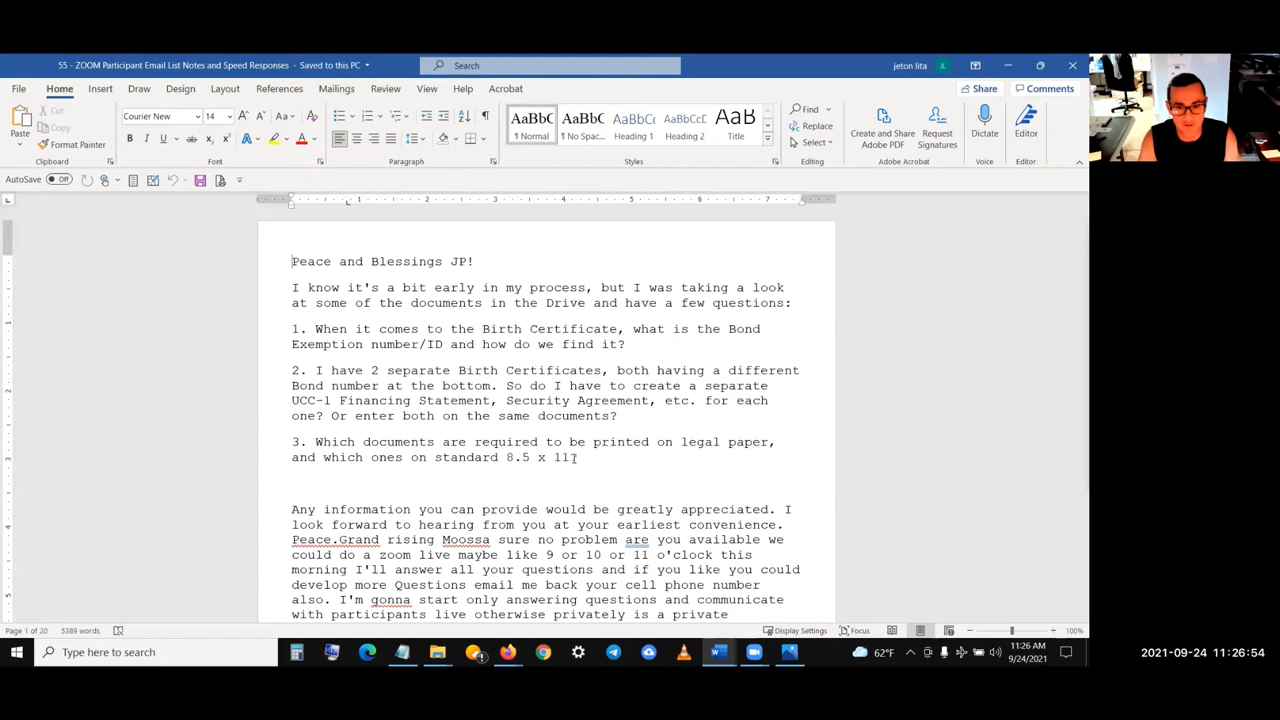 55 - ZOOM Participant Email List Notes and Speed Responses - Saved to this PC
Search
jeton lita
JL
File Home Insert Draw Design Layout References Mailings Review View Help Acrobat
Share
Comments
Paste
Cut
Copy
Format Painter
Clipboard
Courier New
14
Font
Paragraph
AaBbC
¶ Normal
AaBbC
¶ No Spac...
AaBbCc
Heading 1
AaBbCcC
Heading 2
AaB
Title
Styles
Find
Replace
Select
Editing
Create and Share
Adobe PDF
Request
Signatures
Adobe Acrobat
Dictate
Voice
Editor
Editor
AutoSave Off
1 2 3 4 5 6 7
Peace and Blessings JP!
I know it's a bit early in my process, but I was taking a look
at some of the documents in the Drive and have a few questions:
1. When it comes to the Birth Certificate, what is the Bond
Exemption number/ID and how do we find it?
2. I have 2 separate Birth Certificates, both having a different
Bond number at the bottom. So do I have to create a separate
UCC-1 Financing Statement, Security Agreement, etc. for each
one? Or enter both on the same documents?
3. Which documents are required to be printed on legal paper,
and which ones on standard 8.5 x 11?
Any information you can provide would be greatly appreciated. I
look forward to hearing from you at your earliest convenience.
Peace.Grand rising Moossa sure no problem are you available we
could do a zoom live maybe like 9 or 10 or 11 o'clock this
morning I'll answer all your questions and if you like you could
develop more Questions email me back your cell phone number
also. I'm gonna start only answering questions and communicate
with participants live otherwise privately is a private
Page 1 of 20
5389 words
Display Settings
Focus
100%
Type here to search
62°F
11:26 AM
9/24/2021
2021-09-24 11:26:54